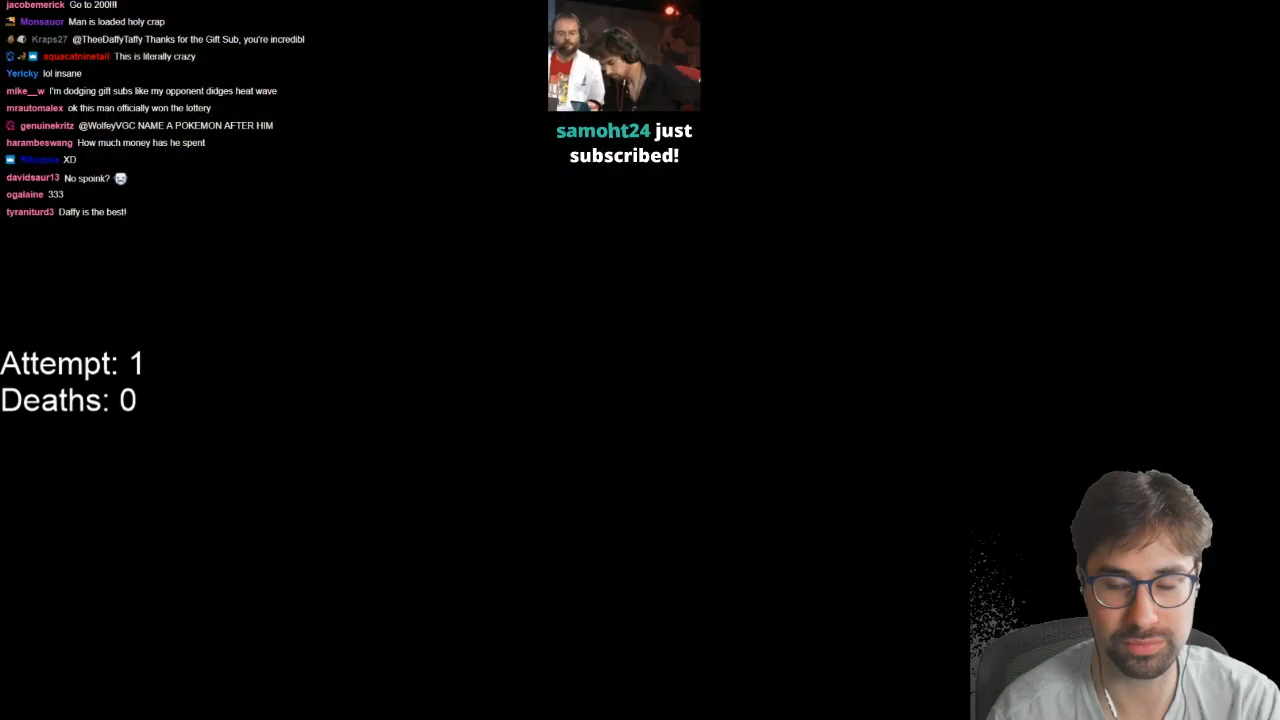 jacobemerick Go to 200!!!
Monsauor Man is loaded holy crap
Kraps27 @TheeDaffyTaffy Thanks for the Gift Sub, you're incredibl
aquacatninetail This is literally crazy
Yericky lol insane
mike__w I'm dodging gift subs like my opponent didges heat wave
mrautomalex ok this man officially won the lottery
genuinekritz @WolfeyVGC NAME A POKEMON AFTER HIM
harambeswang How much money has he spent
XD
davidsaur13 No spoink?
ogalaine 333
tyraniturd3 Daffy is the best!
samoht24 just
subscribed!
Attempt: 1
Deaths: 0